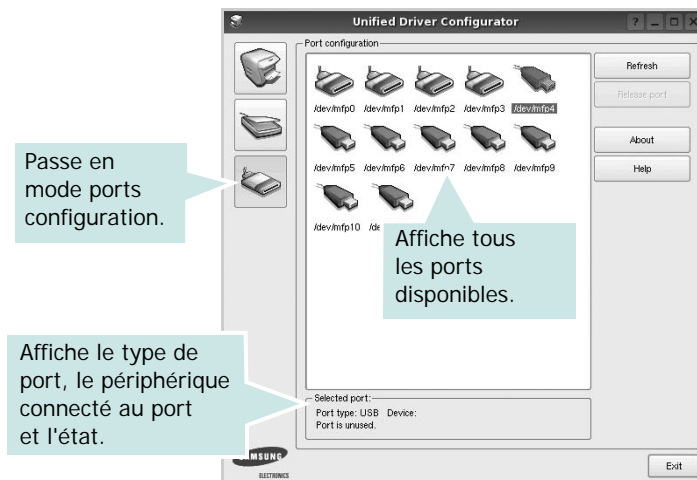 Unified Driver Configurator
Port configuration
/dev/mfp0 /dev/mfp1 /dev/mfp2 /dev/mfp3 /dev/mfp4
/dev/mfp5 /dev/mfp6 /dev/mfp7 /dev/mfp8 /dev/mfp9
/dev/mfp10
Refresh
Release port
About
Help
Passe en
mode ports
configuration.
Affiche tous
les ports
disponibles.
Affiche le type de
port, le périphérique
connecté au port
et l'état.
Selected port:
Port type: USB Device:
Port is unused.
ELECTRONICS
Exit